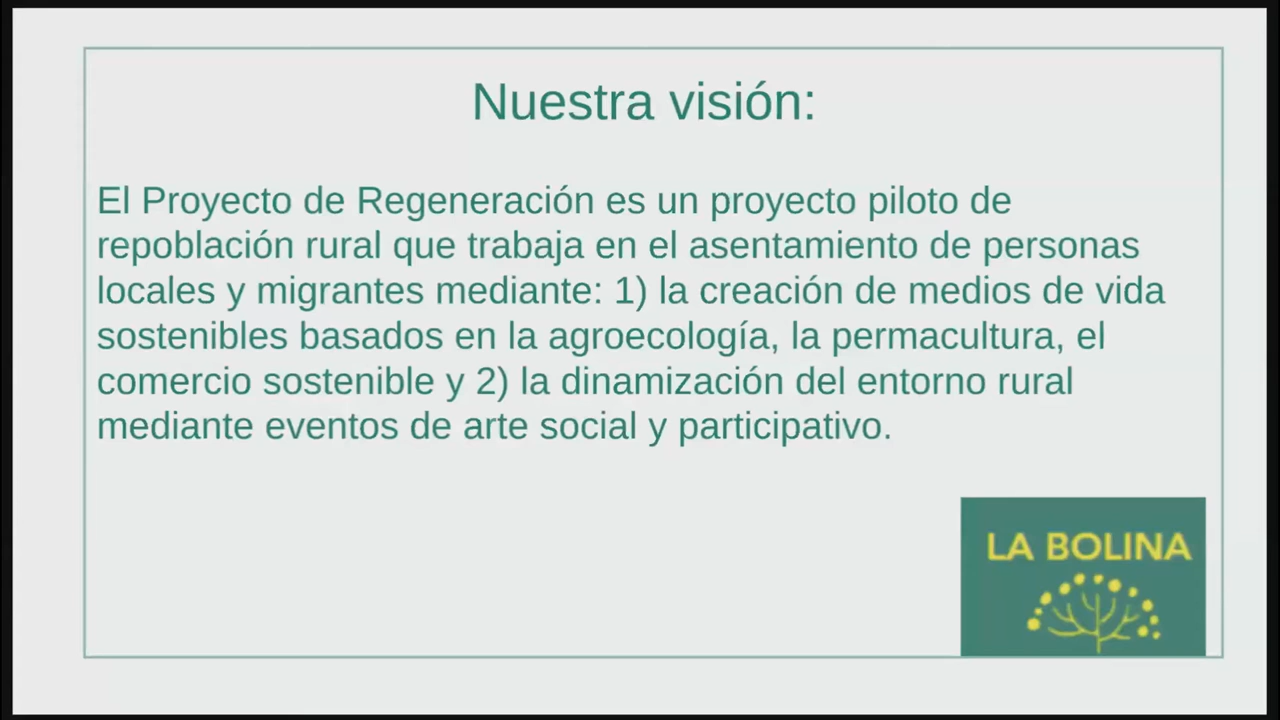 Nuestra visión:
El Proyecto de Regeneración es un proyecto piloto de
repoblación rural que trabaja en el asentamiento de personas
locales y migrantes mediante: 1) la creación de medios de vida
sostenibles basados en la agroecología, la permacultura, el
comercio sostenible y 2) la dinamización del entorno rural
mediante eventos de arte social y participativo.
LA BOLINA